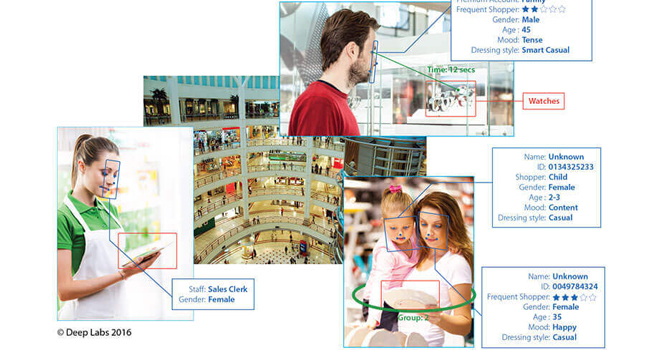 Premium Account: Family
Frequent Shopper: ★★☆☆☆
Gender: Male
Age: 45
Mood: Tense
Dressing style: Smart Casual
Time: 12 secs
Watches
Name: Unknown
ID: 0134325233
Shopper: Child
Gender: Female
Age: 2-3
Mood: Content
Dressing style: Casual
Staff: Sales Clerk
Gender: Female
Group: 2
Name: Unknown
ID: 0049784324
Frequent Shopper: ★★★☆☆
Gender: Female
Age: 35
Mood: Happy
Dressing style: Casual
© Deep Labs 2016